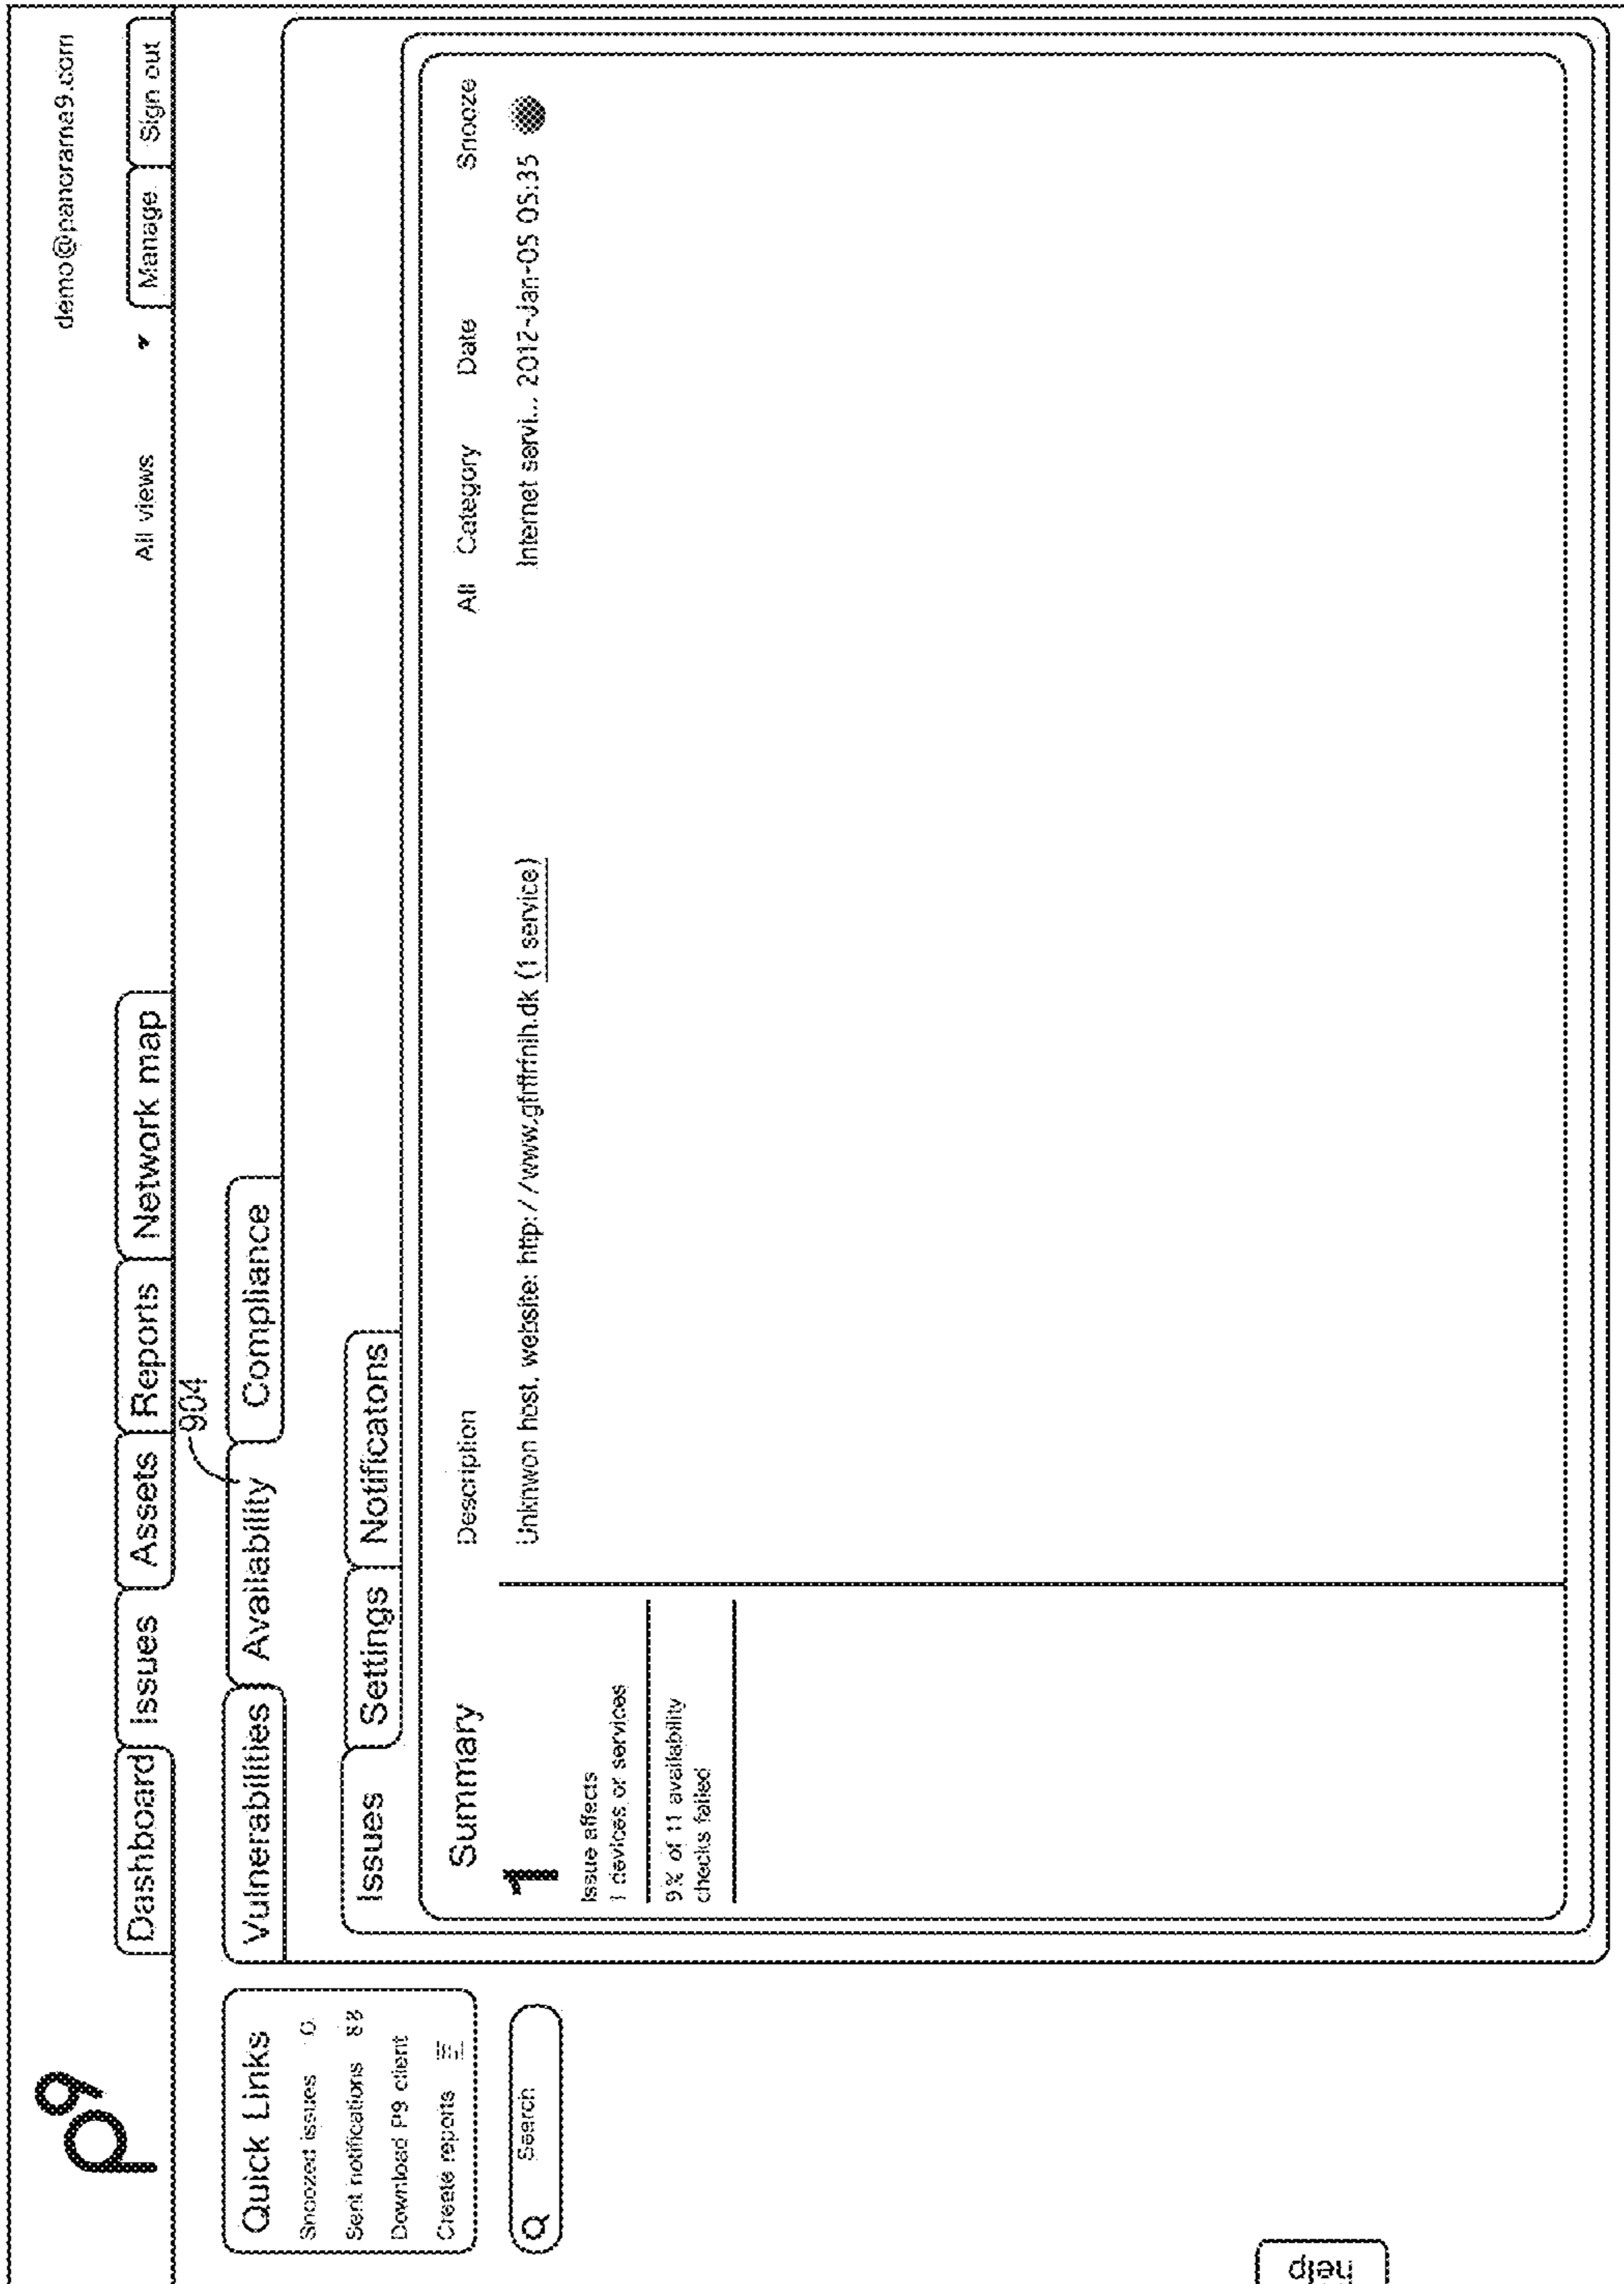 p9
demo@panorama9.com
Dashboard Issues Assets Reports Network map All views Manage Sign out
904
Quick Links
Snoozed issues 0
Sent notifications 88
Download P9 client
Create reports
Search
help
Vulnerabilities Availability Compliance
Issues Settings Notificatons
Summary Description All Category Date Snooze
1
Issue affects
1 devices or services
9% of 11 availability
checks failed
Unknwon host, website: http://www.gfrffrfnih.dk (1 service) Internet servi... 2012-Jan-05 05:35